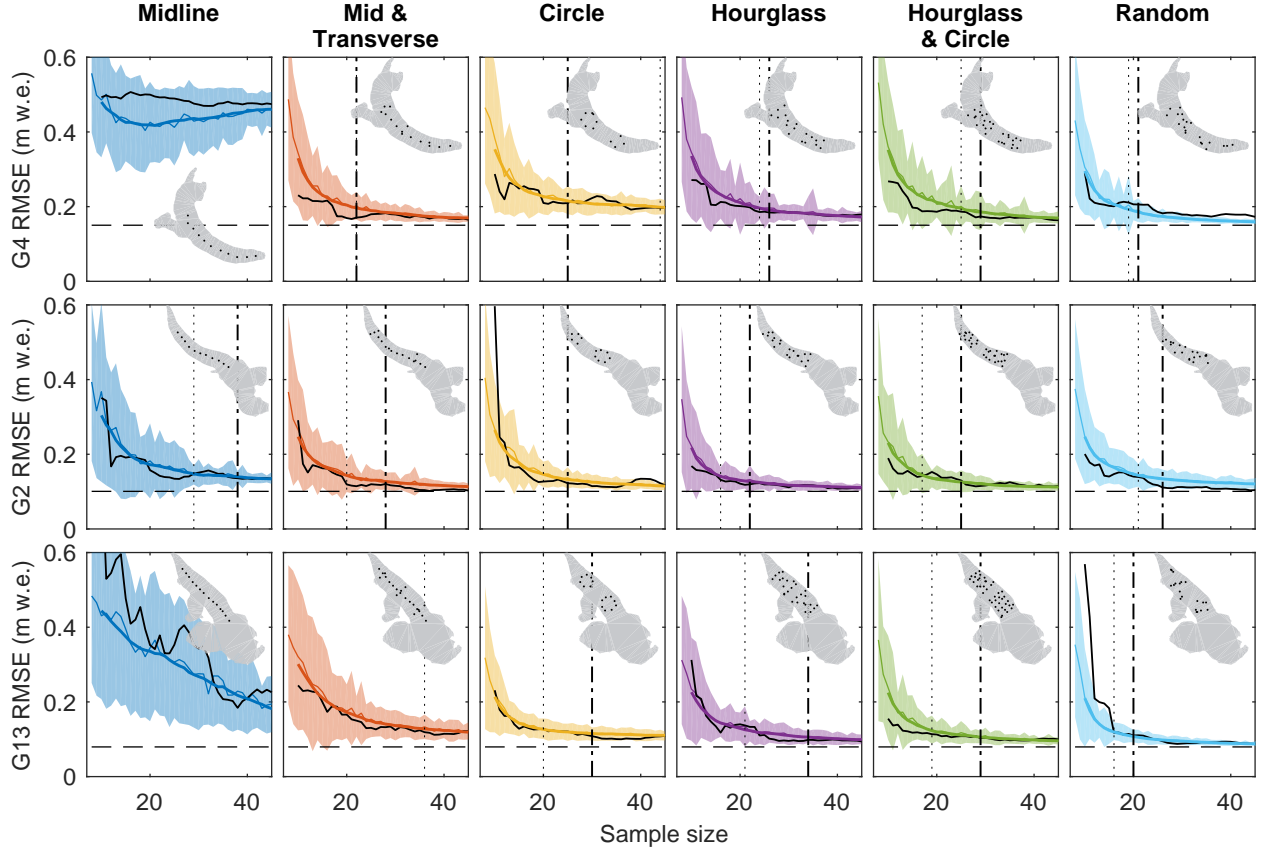 Midline
Mid &
Transverse
Circle
Hourglass
Hourglass
& Circle
Random
G4 RMSE (m w.e.)
0.6
0.4
0.2
0
G2 RMSE (m w.e.)
0.6
0.4
0.2
0
G13 RMSE (m w.e.)
0.6
0.4
0.2
0
20 40
20 40
20 40
20 40
20 40
20 40
Sample size